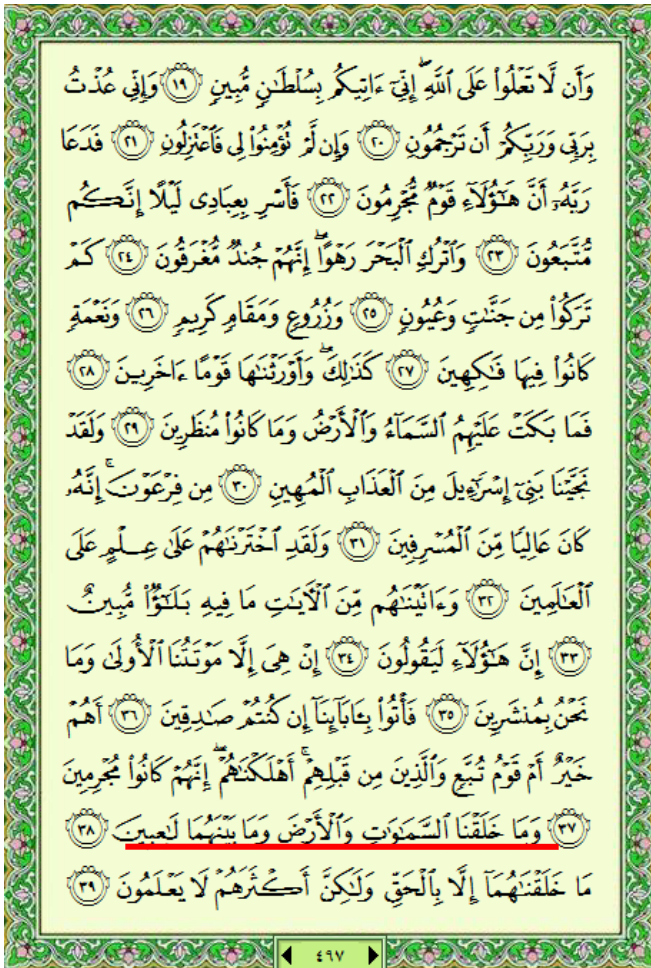 وَأَن لَّا تَعْلُوا۟ عَلَى ٱللَّهِ ۖ إِنِّىٓ ءَاتِيكُم بِسُلْطَـٰنٍ مُّبِينٍ ١٩ وَإِنِّى عُذْتُ
بِرَبِّى وَرَبِّكُمْ أَن تَرْجُمُونِ ٢٠ وَإِن لَّمْ تُؤْمِنُوا۟ لِى فَٱعْتَزِلُونِ ٢١ فَدَعَا
رَبَّهُۥٓ أَنَّ هَـٰٓؤُلَآءِ قَوْمٌ مُّجْرِمُونَ ٢٢ فَأَسْرِ بِعِبَادِى لَيْلًا إِنَّكُم
مُّتَّبَعُونَ ٢٣ وَٱتْرُكِ ٱلْبَحْرَ رَهْوًا ۖ إِنَّهُمْ جُندٌ مُّغْرَقُونَ ٢٤ كَمْ
تَرَكُوا۟ مِن جَنَّـٰتٍ وَعُيُونٍ ٢٥ وَزُرُوعٍ وَمَقَامٍ كَرِيمٍ ٢٦ وَنَعْمَةٍ
كَانُوا۟ فِيهَا فَـٰكِهِينَ ٢٧ كَذَٰلِكَ ۖ وَأَوْرَثْنَـٰهَا قَوْمًا ءَاخَرِينَ ٢٨
فَمَا بَكَتْ عَلَيْهِمُ ٱلسَّمَآءُ وَٱلْأَرْضُ وَمَا كَانُوا۟ مُنظَرِينَ ٢٩ وَلَقَدْ
نَجَّيْنَا بَنِىٓ إِسْرَٰٓءِيلَ مِنَ ٱلْعَذَابِ ٱلْمُهِينِ ٣٠ مِن فِرْعَوْنَ ۚ إِنَّهُۥ
كَانَ عَالِيًا مِّنَ ٱلْمُسْرِفِينَ ٣١ وَلَقَدِ ٱخْتَرْنَـٰهُمْ عَلَىٰ عِلْمٍ عَلَى
ٱلْعَـٰلَمِينَ ٣٢ وَءَاتَيْنَـٰهُم مِّنَ ٱلْـَٔايَـٰتِ مَا فِيهِ بَلَـٰٓؤٌا۟ مُّبِينٌ
٣٣ إِنَّ هَـٰٓؤُلَآءِ لَيَقُولُونَ ٣٤ إِنْ هِىَ إِلَّا مَوْتَتُنَا ٱلْأُولَىٰ وَمَا
نَحْنُ بِمُنشَرِينَ ٣٥ فَأْتُوا۟ بِـَٔابَآئِنَآ إِن كُنتُمْ صَـٰدِقِينَ ٣٦ أَهُمْ
خَيْرٌ أَمْ قَوْمُ تُبَّعٍ وَٱلَّذِينَ مِن قَبْلِهِمْ ۚ أَهْلَكْنَـٰهُمْ ۖ إِنَّهُمْ كَانُوا۟ مُجْرِمِينَ
٣٧ وَمَا خَلَقْنَا ٱلسَّمَـٰوَٰتِ وَٱلْأَرْضَ وَمَا بَيْنَهُمَا لَـٰعِبِينَ ٣٨
مَا خَلَقْنَـٰهُمَآ إِلَّا بِٱلْحَقِّ وَلَـٰكِنَّ أَكْثَرَهُمْ لَا يَعْلَمُونَ ٣٩
٤٩٧